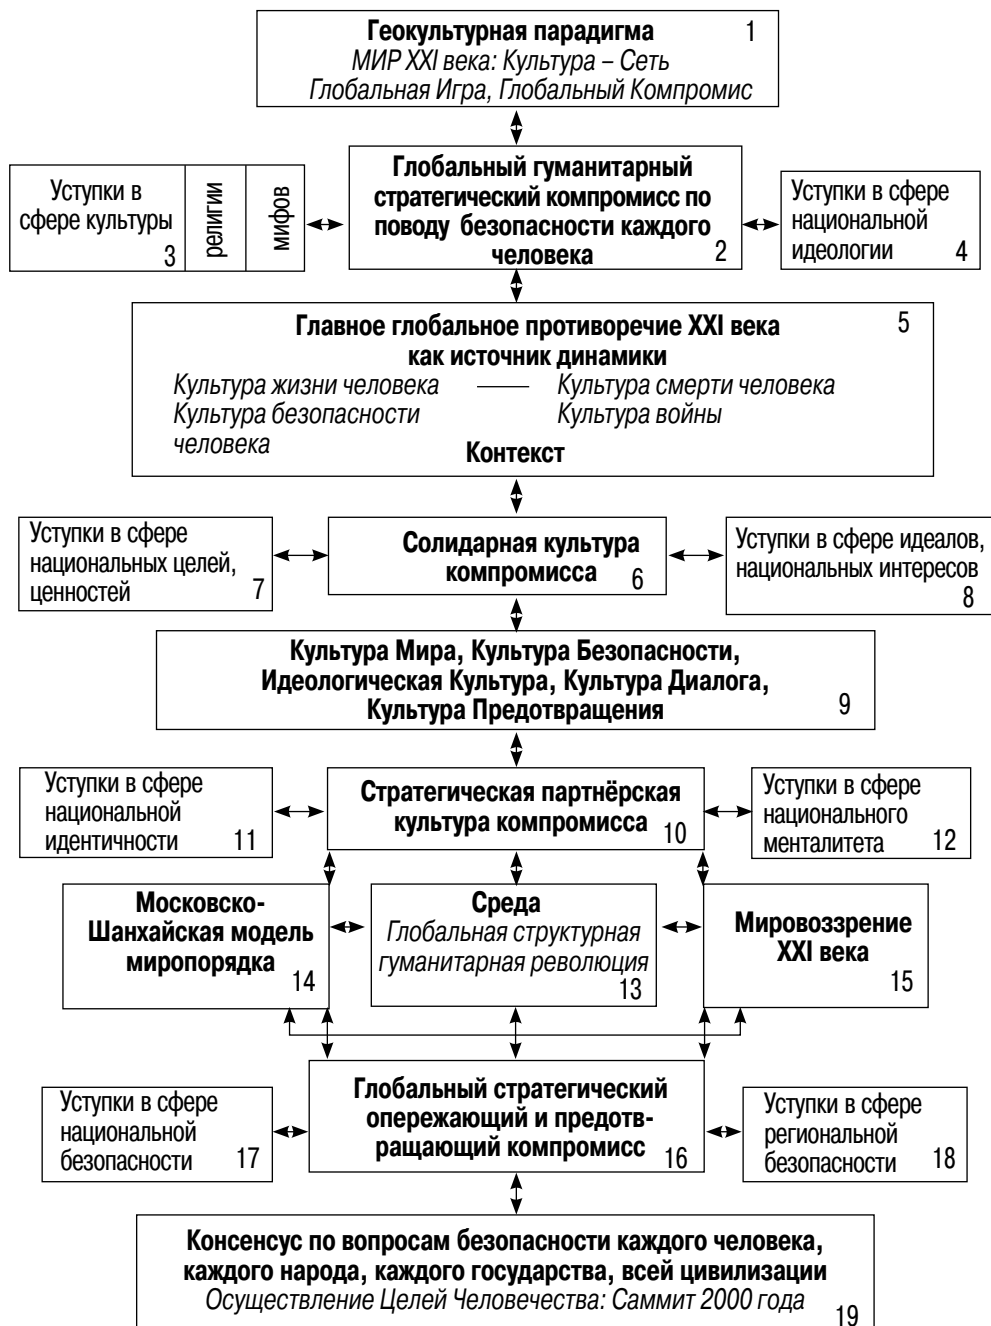 Геокультурная парадигма 1
МИР XXI века: Культура – Сеть
Глобальная Игра, Глобальный Компромис
Уступки в
сфере культуры
3
религии
мифов
Глобальный гуманитарный
стратегический компромисс по
поводу безопасности каждого
человека 2
Уступки в сфере
национальной
идеологии 4
Главное глобальное противоречие XXI века 5
как источник динамики
Культура жизни человека —— Культура смерти человека
Культура безопасности Культура войны
человека
Контекст
Уступки в сфере
национальных целей,
ценностей 7
Солидарная культура
компромисса 6
Уступки в сфере идеалов,
национальных интересов
8
Культура Мира, Культура Безопасности,
Идеологическая Культура, Культура Диалога,
Культура Предотвращения 9
Уступки в сфере
национальной
идентичности 11
Стратегическая партнёрская
культура компромисса 10
Уступки в сфере
национального
менталитета 12
Московско-
Шанхайская модель
миропорядка
14
Среда
Глобальная структурная
гуманитарная революция
13
Мировоззрение
XXI века
15
Уступки в сфере
национальной
безопасности 17
Глобальный стратегический
опережающий и предотв-
ращающий компромисс 16
Уступки в сфере
региональной
безопасности 18
Консенсус по вопросам безопасности каждого человека,
каждого народа, каждого государства, всей цивилизации
Осуществление Целей Человечества: Саммит 2000 года
19